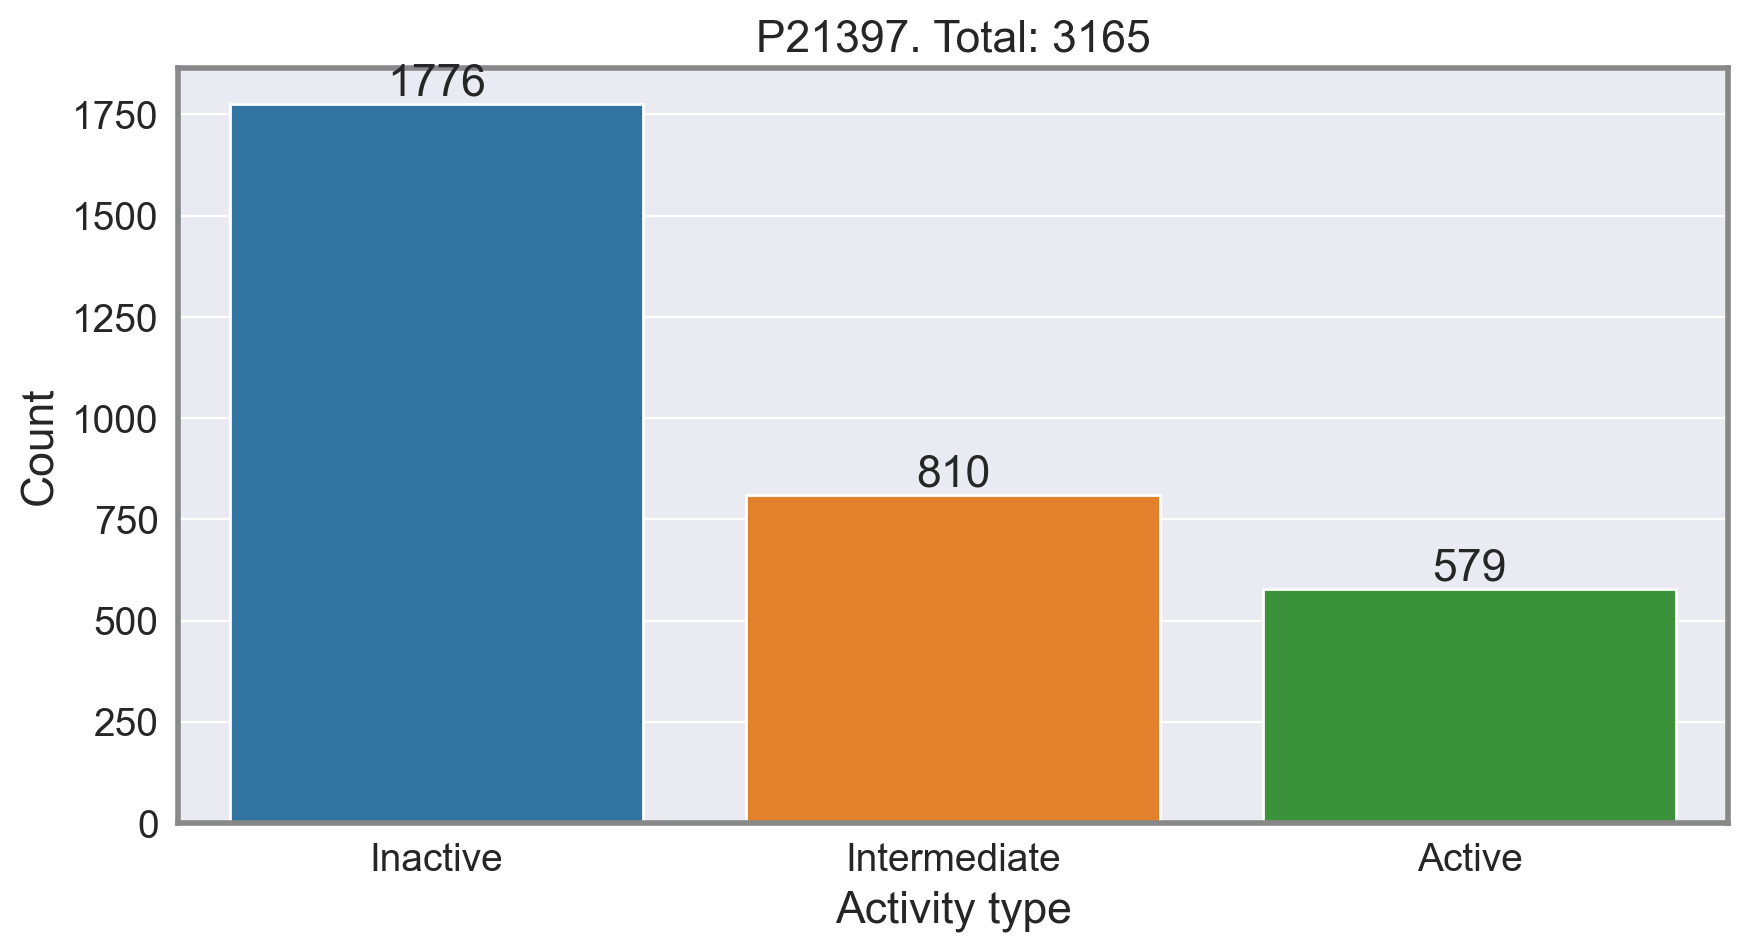 P21397. Total: 3165
1776
1750
1500
1250
1000
750
500
250
0
Count
810
579
Inactive
Intermediate
Active
Activity type